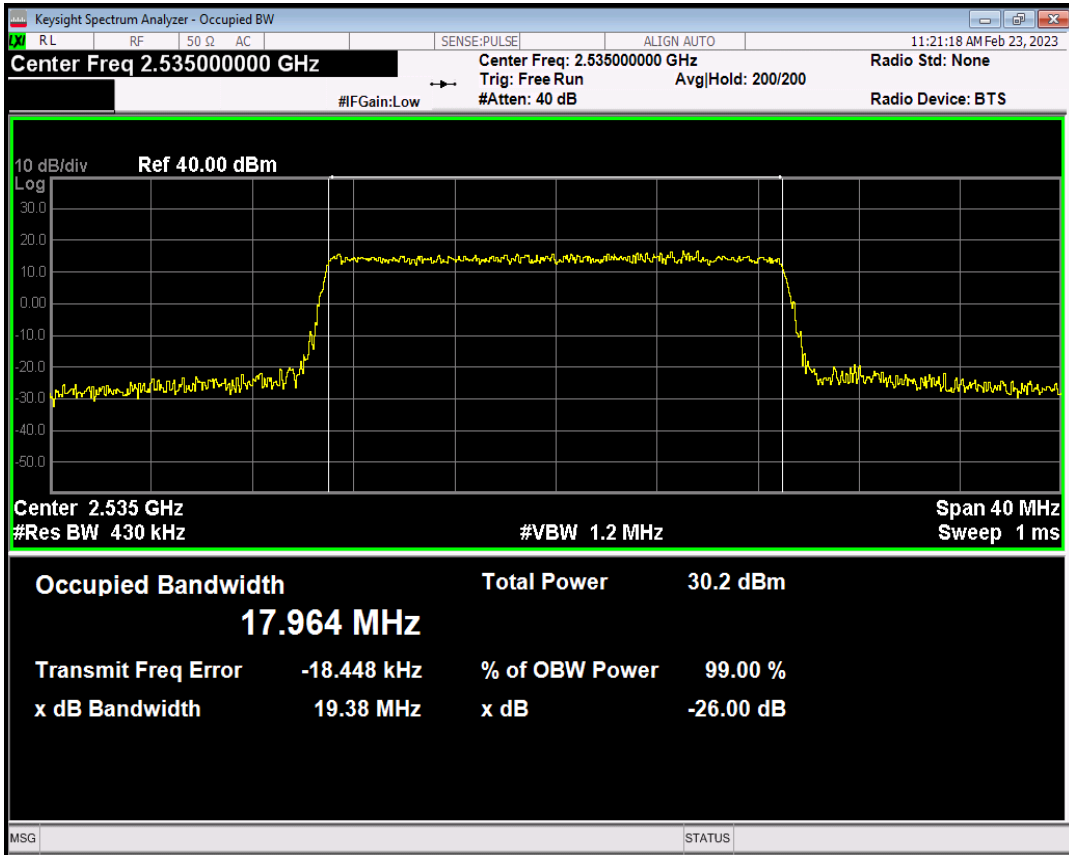 Keysight Spectrum Analyzer - Occupied BW
LXI RL RF 50 Ω AC SENSE:PULSE ALIGN AUTO 11:21:18 AM Feb 23, 2023
Center Freq 2.535000000 GHz
Center Freq: 2.535000000 GHz
Radio Std: None
Trig: Free Run Avg|Hold: 200/200
#IFGain:Low #Atten: 40 dB Radio Device: BTS
10 dB/div Ref 40.00 dBm
Log
30.0
20.0
10.0
0.00
-10.0
-20.0
-30.0
-40.0
-50.0
Center 2.535 GHz Span 40 MHz
#Res BW 430 kHz #VBW 1.2 MHz Sweep 1 ms
Occupied Bandwidth Total Power 30.2 dBm
17.964 MHz
Transmit Freq Error -18.448 kHz % of OBW Power 99.00 %
x dB Bandwidth 19.38 MHz x dB -26.00 dB
MSG STATUS